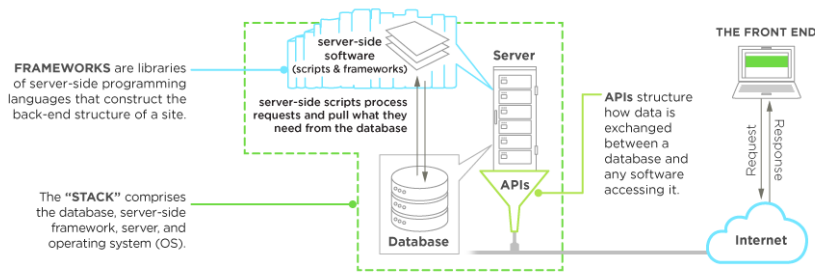 FRAMEWORKS are libraries
of server-side programming
languages that construct the
back-end structure of a site.
The “STACK” comprises
the database, server-side
framework, server, and
operating system (OS).
server-side
software
(scripts & frameworks)
server-side scripts process
requests and pull what they
need from the database
Server
Database
APIs
APIs structure
how data is
exchanged
between a
database and
any software
accessing it.
THE FRONT END
Request
Response
Internet